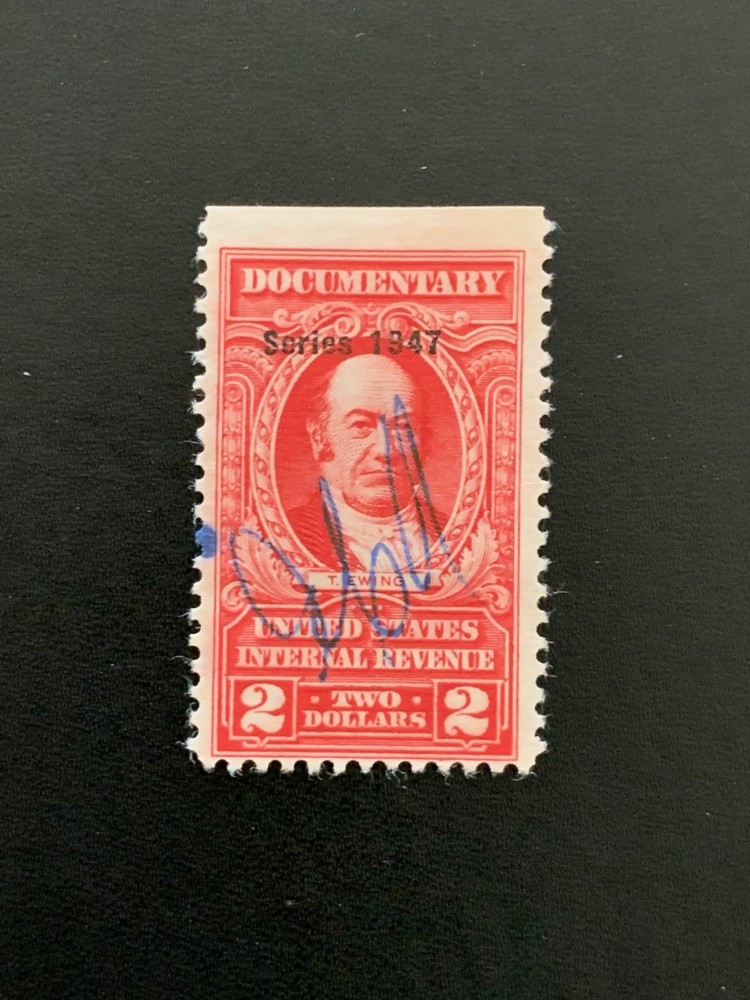 DOCUMENTARY
Series 1947
T. EWING
UNITED STATES
INTERNAL REVENUE
2 · TWO · 2
DOLLARS